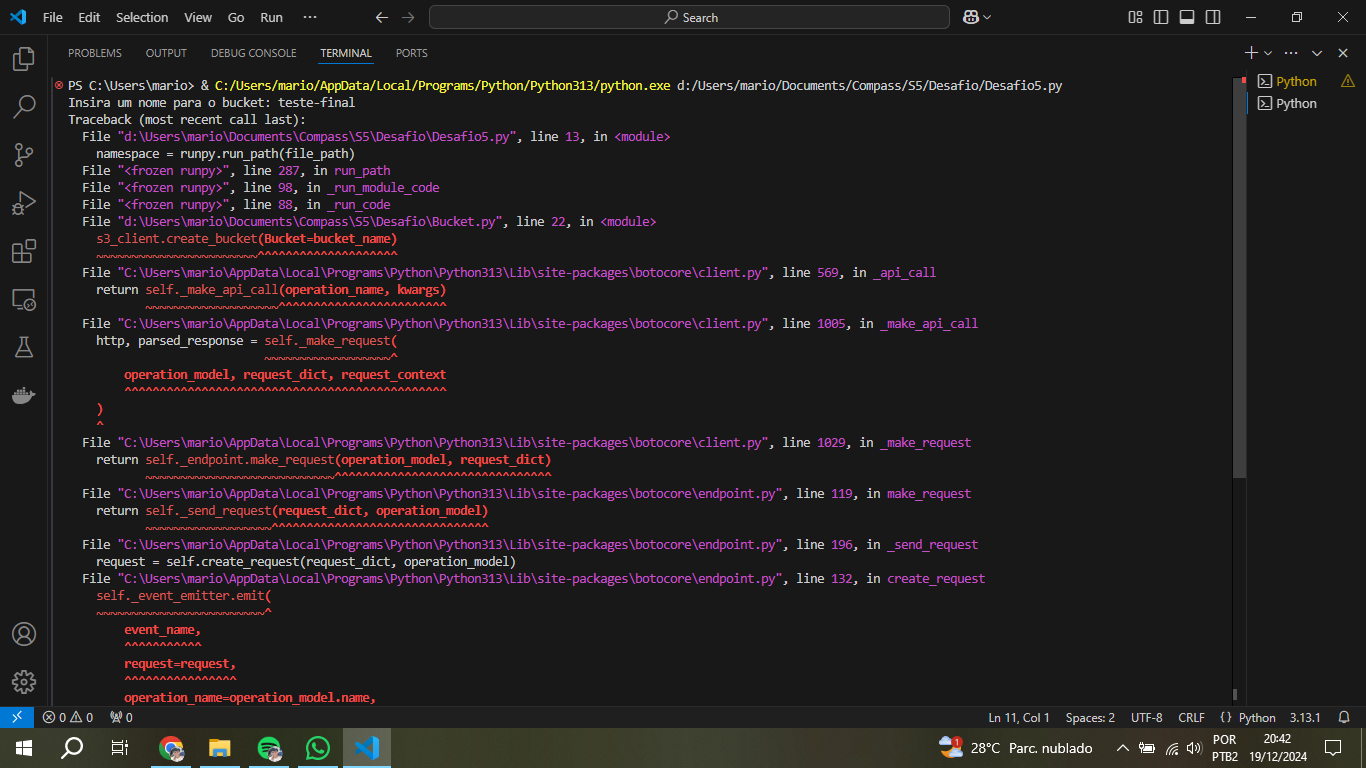 File Edit Selection View Go Run ···
Search
PROBLEMS OUTPUT DEBUG CONSOLE TERMINAL PORTS
PS C:\Users\mario> & C:/Users/mario/AppData/Local/Programs/Python/Python313/python.exe d:/Users/mario/Documents/Compass/S5/Desafio/Desafio5.py
Insira um nome para o bucket: teste-final
Traceback (most recent call last):
File "d:\Users\mario\Documents\Compass\S5\Desafio\Desafio5.py", line 13, in <module>
namespace = runpy.run_path(file_path)
File "<frozen runpy>", line 287, in run_path
File "<frozen runpy>", line 98, in _run_module_code
File "<frozen runpy>", line 88, in _run_code
File "d:\Users\mario\Documents\Compass\S5\Desafio\Bucket.py", line 22, in <module>
s3_client.create_bucket(Bucket=bucket_name)
~~~~~~~~~~~~~~~~~~~~~~~^^^^^^^^^^^^^^^^^^^^
File "C:\Users\mario\AppData\Local\Programs\Python\Python313\Lib\site-packages\botocore\client.py", line 569, in _api_call
return self._make_api_call(operation_name, kwargs)
~~~~~~~~~~~~~~~~~~~^^^^^^^^^^^^^^^^^^^^^^^^
File "C:\Users\mario\AppData\Local\Programs\Python\Python313\Lib\site-packages\botocore\client.py", line 1005, in _make_api_call
http, parsed_response = self._make_request(
~~~~~~~~~~~~~~~~~~^
operation_model, request_dict, request_context
^^^^^^^^^^^^^^^^^^^^^^^^^^^^^^^^^^^^^^^^^^^^^^
)
^
File "C:\Users\mario\AppData\Local\Programs\Python\Python313\Lib\site-packages\botocore\client.py", line 1029, in _make_request
return self._endpoint.make_request(operation_model, request_dict)
~~~~~~~~~~~~~~~~~~~~~~~~~~~^^^^^^^^^^^^^^^^^^^^^^^^^^^^^^^
File "C:\Users\mario\AppData\Local\Programs\Python\Python313\Lib\site-packages\botocore\endpoint.py", line 119, in make_request
return self._send_request(request_dict, operation_model)
~~~~~~~~~~~~~~~~~~^^^^^^^^^^^^^^^^^^^^^^^^^^^^^^^
File "C:\Users\mario\AppData\Local\Programs\Python\Python313\Lib\site-packages\botocore\endpoint.py", line 196, in _send_request
request = self.create_request(request_dict, operation_model)
File "C:\Users\mario\AppData\Local\Programs\Python\Python313\Lib\site-packages\botocore\endpoint.py", line 132, in create_request
self._event_emitter.emit(
~~~~~~~~~~~~~~~~~~~~~~~~^
event_name,
^^^^^^^^^^^
request=request,
^^^^^^^^^^^^^^^^
operation_name=operation_model.name,
Python
Python
0 0 0
Ln 11, Col 1 Spaces: 2 UTF-8 CRLF {} Python 3.13.1
1 28°C Parc. nublado
POR
PTB2
20:42
19/12/2024